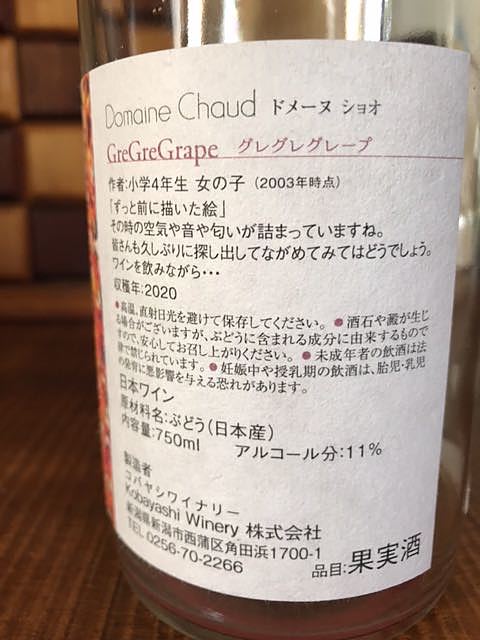 Domaine Chaud ドメーヌ ショオ
GreGreGrape グレグレグレープ
作者:小学4年生 女の子 (2003年時点)
「ずっと前に描いた絵」
その時の空気や音や匂いが詰まっていますね。
皆さんも久しぶりに探し出してながめてみてはどうでしょう。
ワインを飲みながら・・・
収穫年:2020
●高温、直射日光を避けて保存してください。 ●酒石や澱が生じ
る場合がございますが、ぶどうに含まれる成分に由来するもので
すので、安心してお召し上がりください。 ●未成年者の飲酒は法
律で禁じられています。 ●妊娠中や授乳期の飲酒は、胎児・乳児
の発育に悪影響を与える恐れがあります。
日本ワイン
原材料名:ぶどう(日本産)
内容量:750ml アルコール分:11%
製造者
コバヤシワイナリー
Kobayashi Winery 株式会社
新潟県新潟市西蒲区角田浜1700-1
TEL 0256-70-2266
品目:果実酒